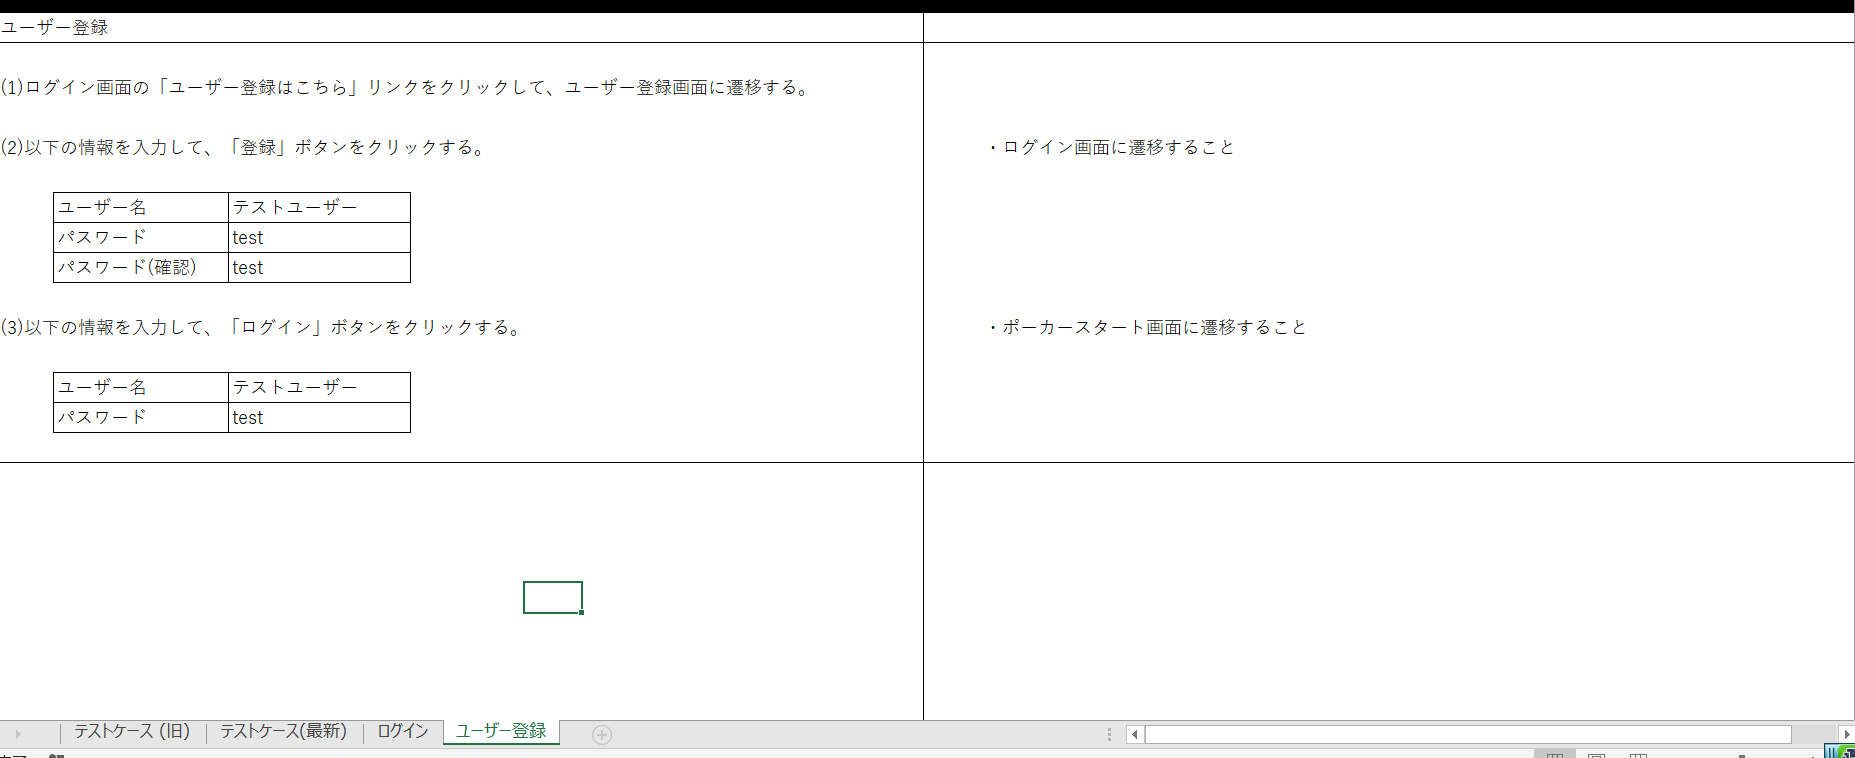 ユーザー登録
(1)ログイン画面の「ユーザー登録はこちら」リンクをクリックして、ユーザー登録画面に遷移する。
(2)以下の情報を入力して、「登録」ボタンをクリックする。
・ログイン画面に遷移すること
ユーザー名 テストユーザー
パスワード test
パスワード(確認) test
(3)以下の情報を入力して、「ログイン」ボタンをクリックする。
・ポーカースタート画面に遷移すること
ユーザー名 テストユーザー
パスワード test
テストケース (旧) テストケース(最新) ログイン ユーザー登録